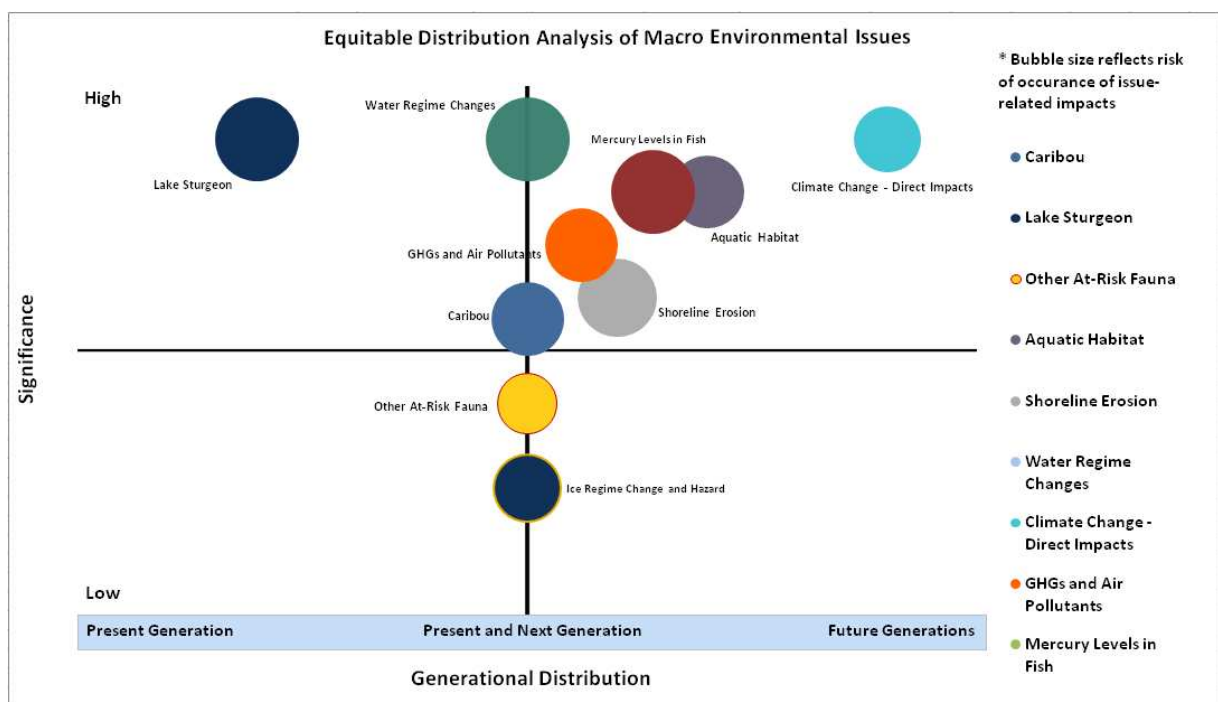 Equitable Distribution Analysis of Macro Environmental Issues
* Bubble size reflects risk
of occurance of issue-
related impacts
High
Water Regime Changes
Mercury Levels in Fish
Lake Sturgeon
Climate Change - Direct Impacts
Aquatic Habitat
GHGs and Air Pollutants
Caribou
Shoreline Erosion
Significance
Other At-Risk Fauna
Ice Regime Change and Hazard
Low
Present Generation
Present and Next Generation
Future Generations
Generational Distribution
Caribou
Lake Sturgeon
Other At-Risk Fauna
Aquatic Habitat
Shoreline Erosion
Water Regime
Changes
Climate Change -
Direct Impacts
GHGs and Air
Pollutants
Mercury Levels in
Fish